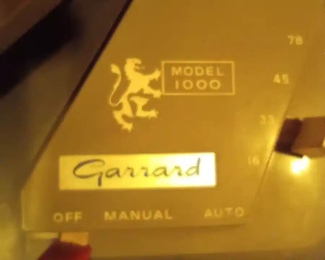 78
MODEL
1000
45
33
16
Garrard
OFF MANUAL AUTO